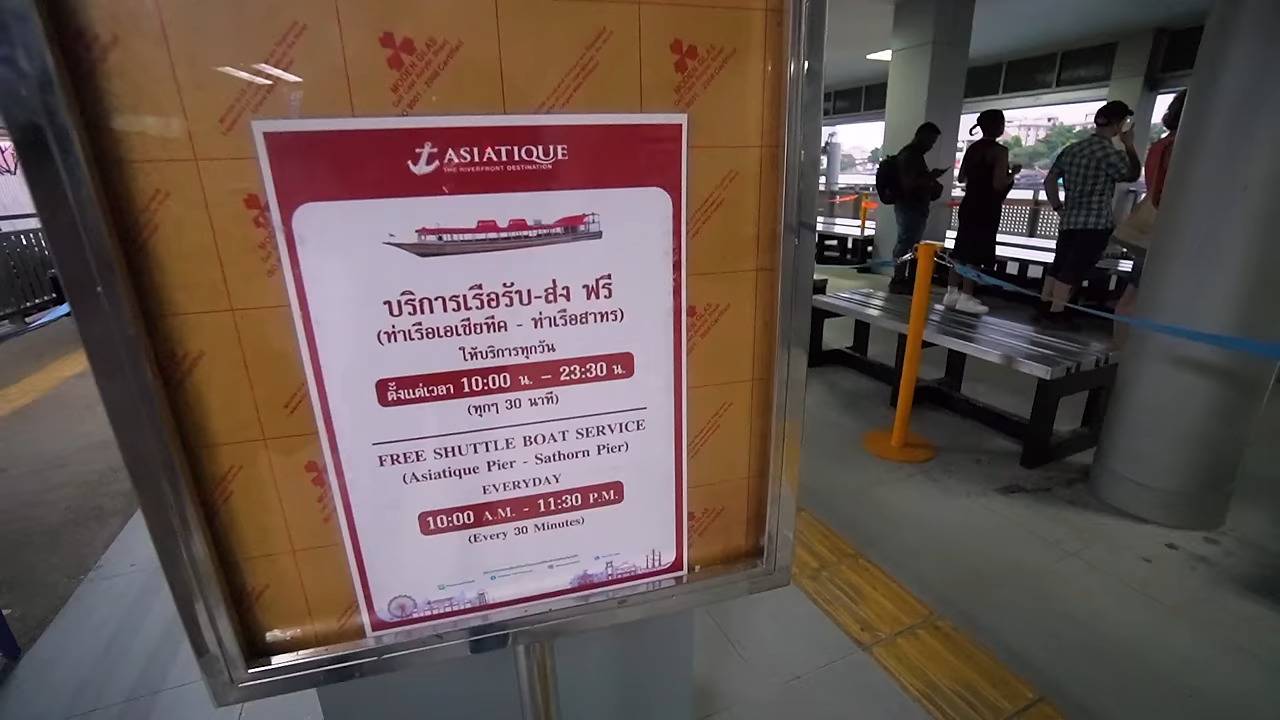 ASIATIQUE
THE RIVERFRONT DESTINATION
บริการเรือรับ-ส่ง ฟรี
(ท่าเรือเอเชียทีค - ท่าเรือสาทร)
ให้บริการทุกวัน
ตั้งแต่เวลา 10:00 น. – 23:30 น.
(ทุกๆ 30 นาที)
FREE SHUTTLE BOAT SERVICE
(Asiatique Pier - Sathorn Pier)
EVERYDAY
10:00 A.M. - 11:30 P.M.
(Every 30 Minutes)